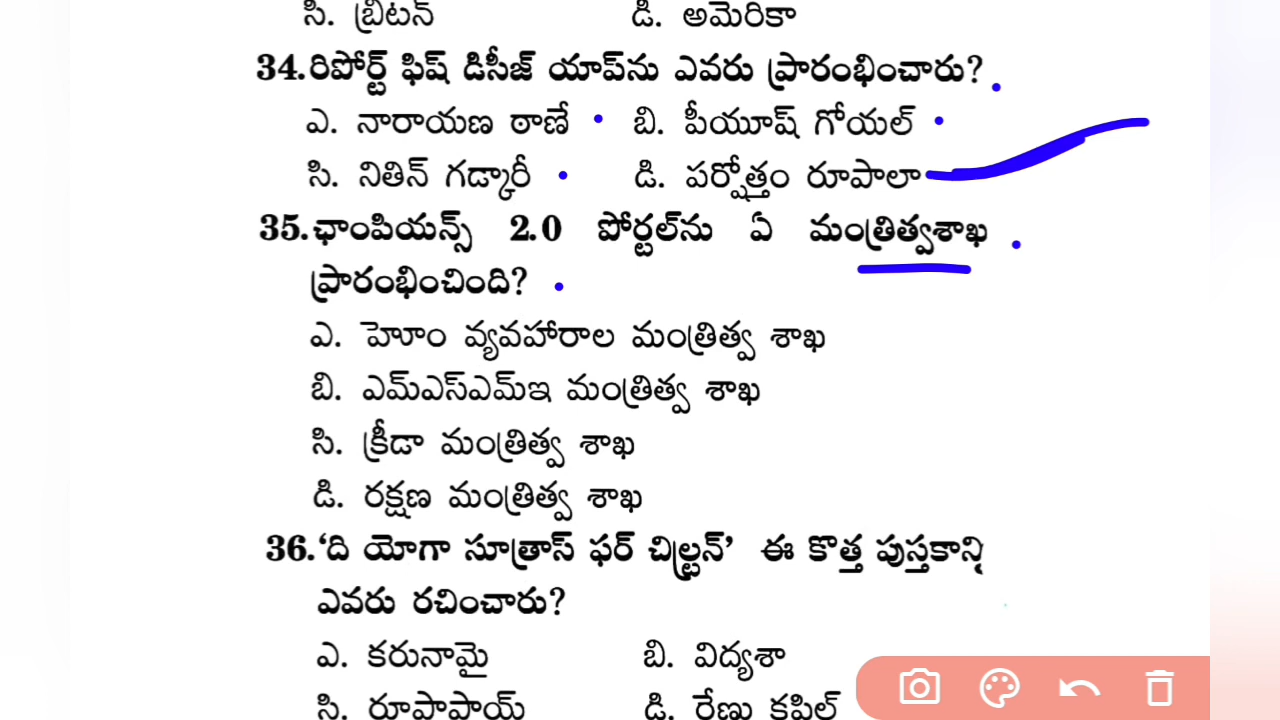 సి. బ్రిటన్ డి. అమెరికా
34. రిపోర్ట్ ఫిష్ డిసీజ్ యాప్‌ను ఎవరు ప్రారంభించారు?
ఎ. నారాయణ రాణే బి. పీయూష్ గోయల్
సి. నితిన్ గడ్కారీ డి. పర్షోత్తం రూపాలా
35. ఛాంపియన్స్ 2.0 పోర్టల్‌ను ఏ మంత్రిత్వశాఖ
ప్రారంభించింది?
ఎ. హెూం వ్యవహారాల మంత్రిత్వ శాఖ
బి. ఎమ్ఎస్ఎమ్ఇ మంత్రిత్వ శాఖ
సి. క్రీడా మంత్రిత్వ శాఖ
డి. రక్షణ మంత్రిత్వ శాఖ
36. ‘ది యోగా సూత్రాస్ ఫర్ చిల్డ్రన్’ ఈ కొత్త పుస్తకాన్ని
ఎవరు రచించారు?
ఎ. కరునామై బి. విద్యశా
సి. రూపాపాయ్ డి. రేణు కపిల్